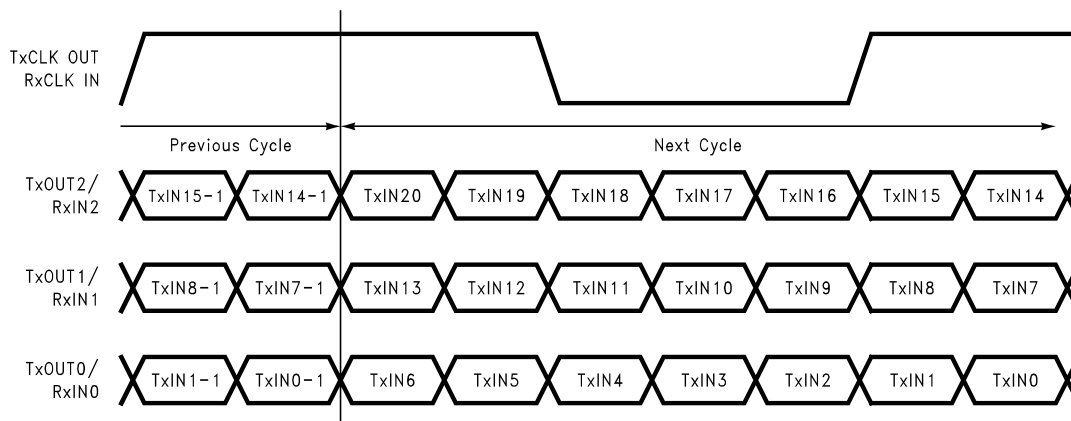 TxCLK OUT
RxCLK IN
Previous Cycle
Next Cycle
TxOUT2/
RxIN2
TxIN15-1
TxIN14-1
TxIN20
TxIN19
TxIN18
TxIN17
TxIN16
TxIN15
TxIN14
TxOUT1/
RxIN1
TxIN8-1
TxIN7-1
TxIN13
TxIN12
TxIN11
TxIN10
TxIN9
TxIN8
TxIN7
TxOUT0/
RxIN0
TxIN1-1
TxIN0-1
TxIN6
TxIN5
TxIN4
TxIN3
TxIN2
TxIN1
TxIN0